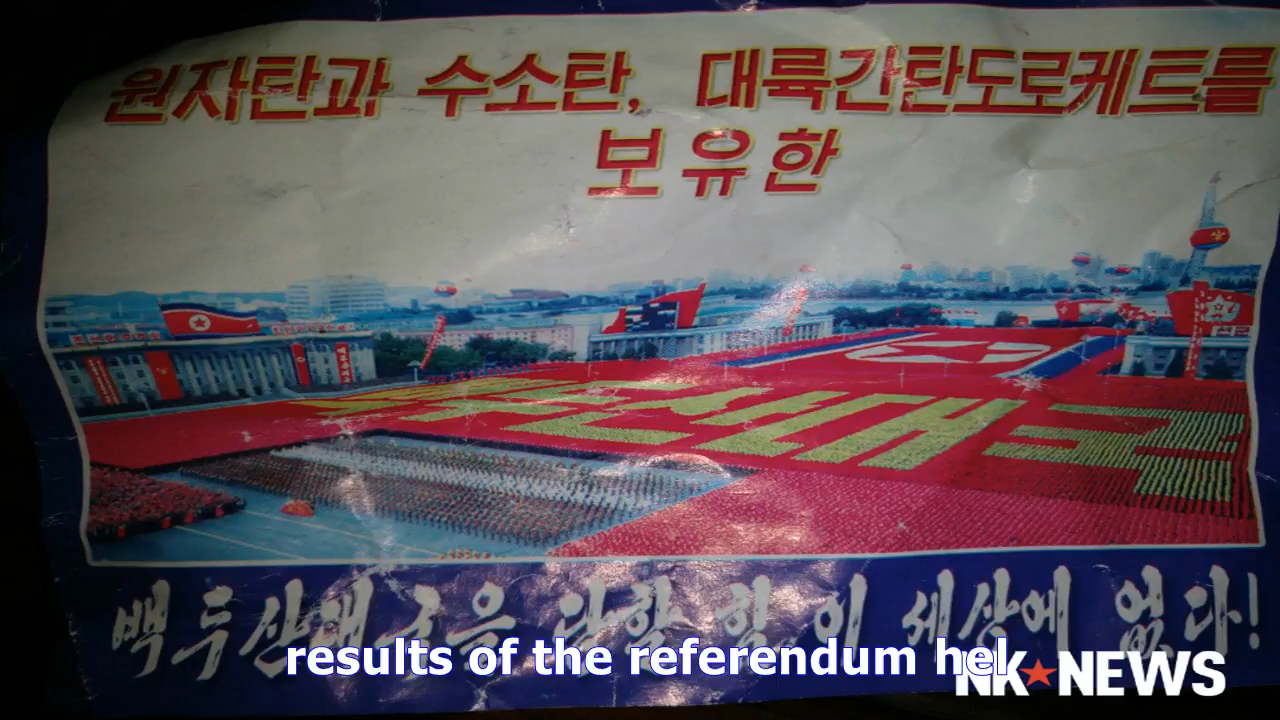 원자탄과 수소탄, 대륙간탄도로케트를
보유한
백두산대국을 당할 힘 이 세상에 없다!
results of the referendum hel
NK NEWS